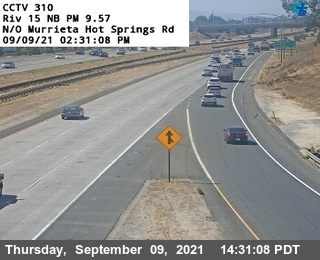 CCTV 310
Riv 15 NB PM 9.57
N/O Murrieta Hot Springs Rd
09/09/21 02:31:08 PM
Thursday, September 09, 2021 14:31:08 PDT